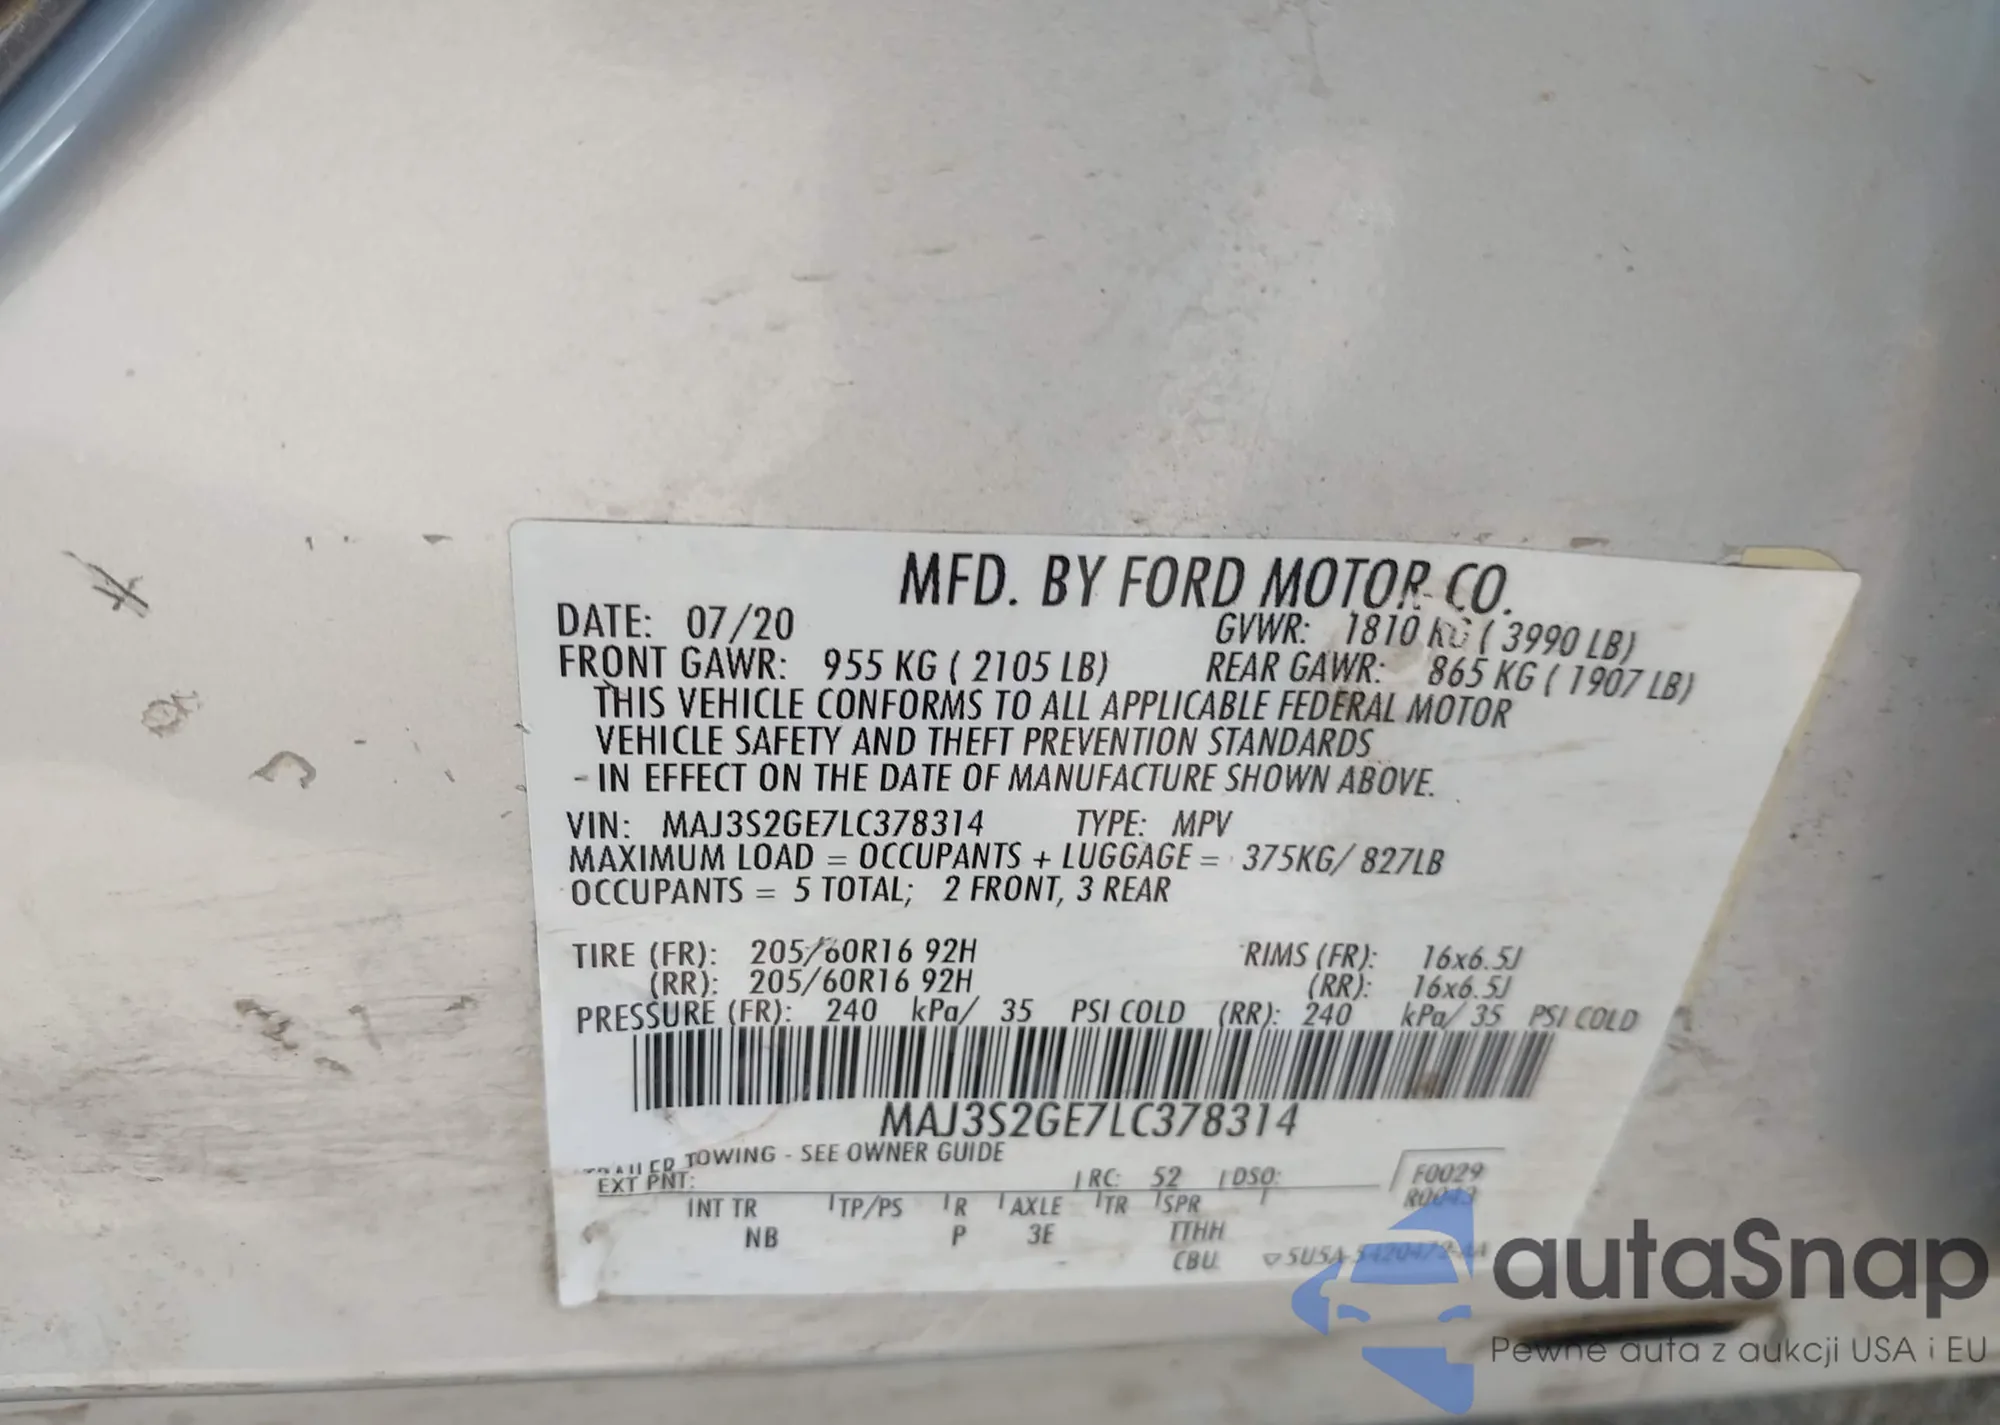 MFD. BY FORD MOTOR CO.
DATE: 07/20 GVWR: 1810 KG ( 3990 LB)
FRONT GAWR: 955 KG ( 2105 LB) REAR GAWR: 865 KG ( 1907 LB)
THIS VEHICLE CONFORMS TO ALL APPLICABLE FEDERAL MOTOR
VEHICLE SAFETY AND THEFT PREVENTION STANDARDS
IN EFFECT ON THE DATE OF MANUFACTURE SHOWN ABOVE.
VIN: MAJ3S2GE7LC378314 TYPE: MPV
MAXIMUM LOAD = OCCUPANTS + LUGGAGE = 375KG/ 827LB
OCCUPANTS = 5 TOTAL; 2 FRONT, 3 REAR
TIRE (FR): 205/60R16 92H RIMS (FR): 16x6.5J
(RR): 205/60R16 92H (RR): 16x6.5J
PRESSURE (FR): 240 kPa/ 35 PSI COLD (RR): 240 kPa/ 35 PSI COLD
MAJ3S2GE7LC378314
TRAILER TOWING - SEE OWNER GUIDE
EXT PNT: RC: 52 DSO: F0029
R0043
INT TR TP/PS R AXLE TR SPR
NB P 3E TTHH
CBU
autaSnap
Pewne auta z aukcji USA i EU